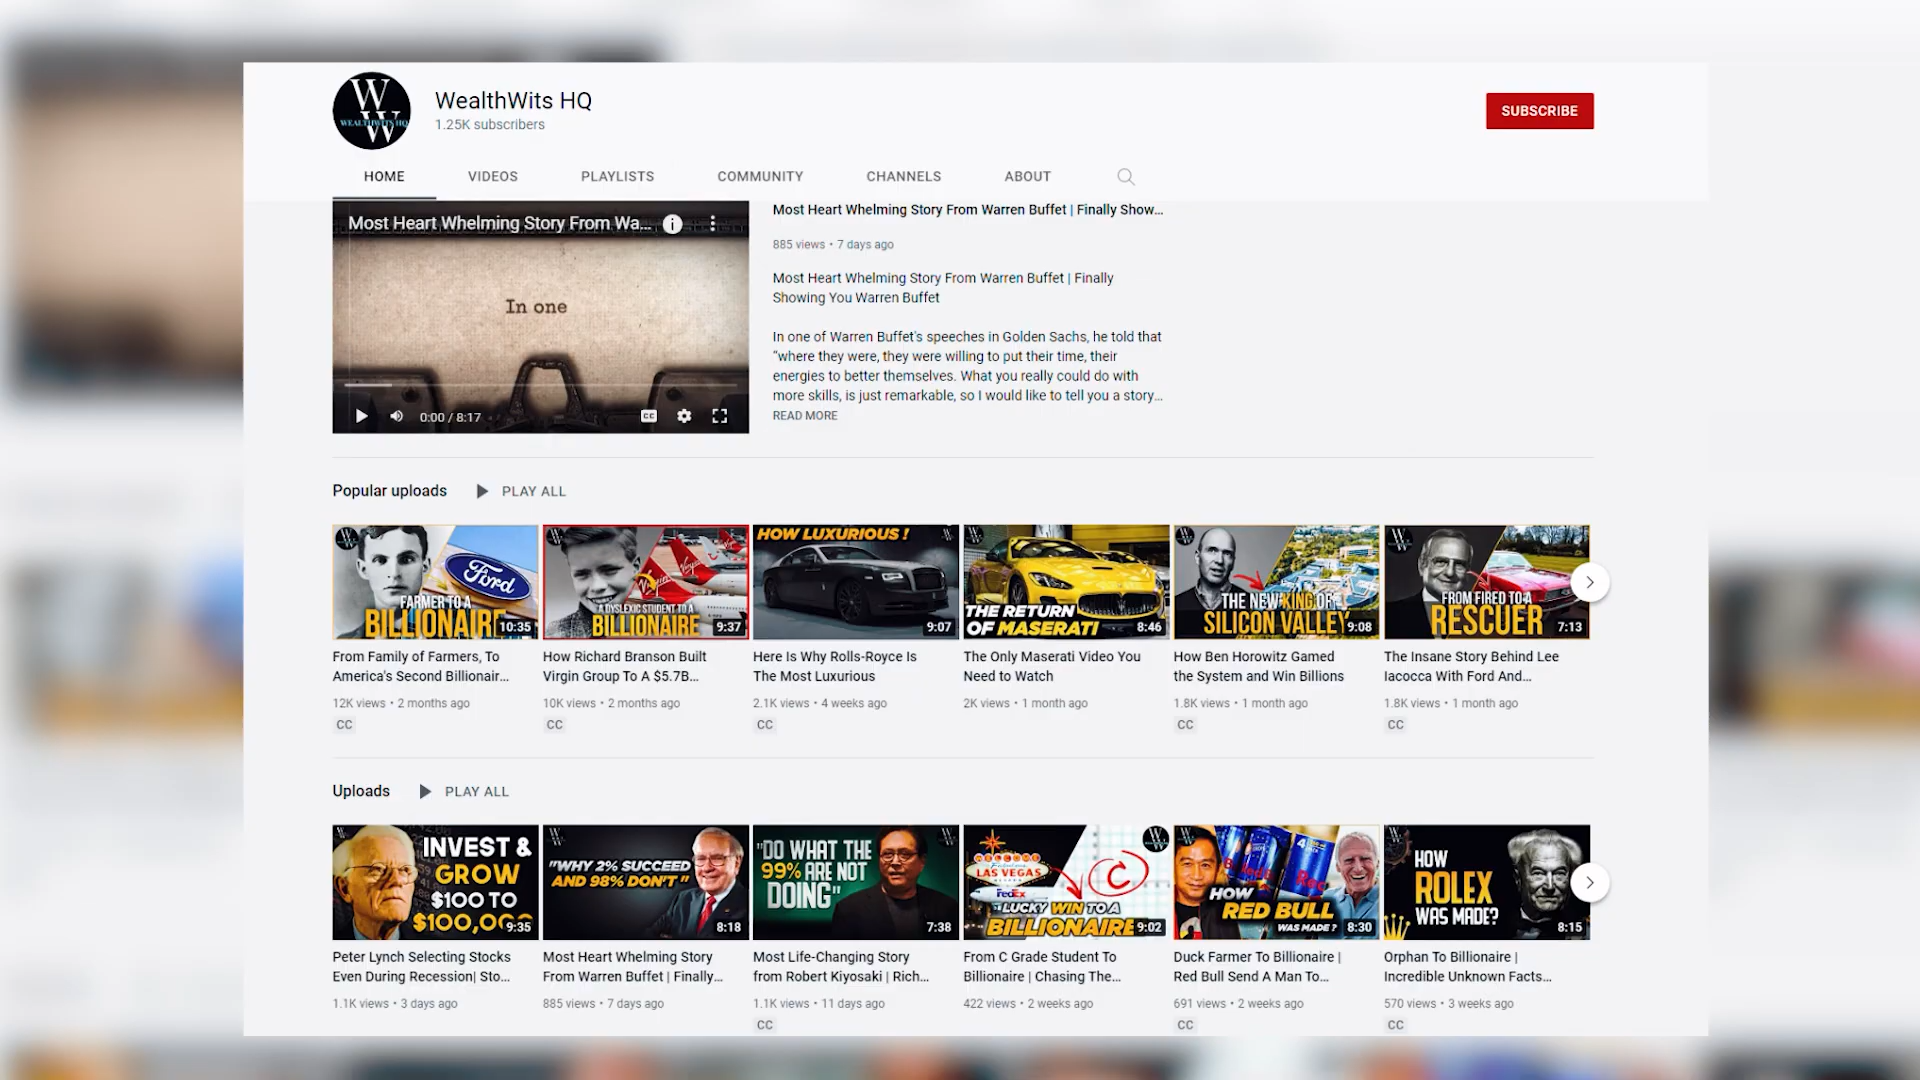 WealthWits HQ
1.25K subscribers
SUBSCRIBE
W
W
WEALTHWITS HQ
HOME
VIDEOS
PLAYLISTS
COMMUNITY
CHANNELS
ABOUT
Most Heart Whelming Story From Wa...
In one
0:00 / 8:17
CC
Most Heart Whelming Story From Warren Buffet | Finally Show...
885 views • 7 days ago
Most Heart Whelming Story From Warren Buffet | Finally
Showing You Warren Buffet
In one of Warren Buffet's speeches in Golden Sachs, he told that
“where they were, they were willing to put their time, their
energies to better themselves. What you really could do with
more skills, is just remarkable, so I would like to tell you a story...
READ MORE
Popular uploads
PLAY ALL
Ford
FARMER TO A
BILLIONAIRE
10:35
From Family of Farmers, To
America's Second Billionair...
12K views • 2 months ago
CC
Virgin
A DYSLEXIC STUDENT TO A
BILLIONAIRE
9:37
How Richard Branson Built
Virgin Group To A $5.7B...
10K views • 2 months ago
CC
HOW LUXURIOUS !
9:07
Here Is Why Rolls-Royce Is
The Most Luxurious
2.1K views • 4 weeks ago
CC
THE RETURN
OF MASERATI
8:46
The Only Maserati Video You
Need to Watch
2K views • 1 month ago
THE NEW KING OF
SILICON VALLEY
9:08
How Ben Horowitz Gamed
the System and Win Billions
1.8K views • 1 month ago
CC
FROM FIRED TO A
RESCUER
7:13
The Insane Story Behind Lee
Iacocca With Ford And...
1.8K views • 1 month ago
CC
Uploads
PLAY ALL
INVEST &
GROW
$100 TO
$100,00
9:35
Peter Lynch Selecting Stocks
Even During Recession| Sto...
1.1K views • 3 days ago
"WHY 2% SUCCEED
AND 98% DON'T"
8:18
Most Heart Whelming Story
From Warren Buffet | Finally...
885 views • 7 days ago
"DO WHAT THE
99% ARE NOT
DOING"
7:38
Most Life-Changing Story
from Robert Kiyosaki | Rich...
1.1K views • 11 days ago
CC
WELCOME
Fabulous
LAS VEGAS
FedEx
C
LUCKY WIN TO A
BILLIONAIRE
9:02
From C Grade Student To
Billionaire | Chasing The...
422 views • 2 weeks ago
HOW
RED BULL
WAS MADE ?
8:30
Duck Farmer To Billionaire |
Red Bull Send A Man To...
691 views • 2 weeks ago
CC
HOW
ROLEX
WAS MADE?
8:15
Orphan To Billionaire |
Incredible Unknown Facts...
570 views • 3 weeks ago
CC